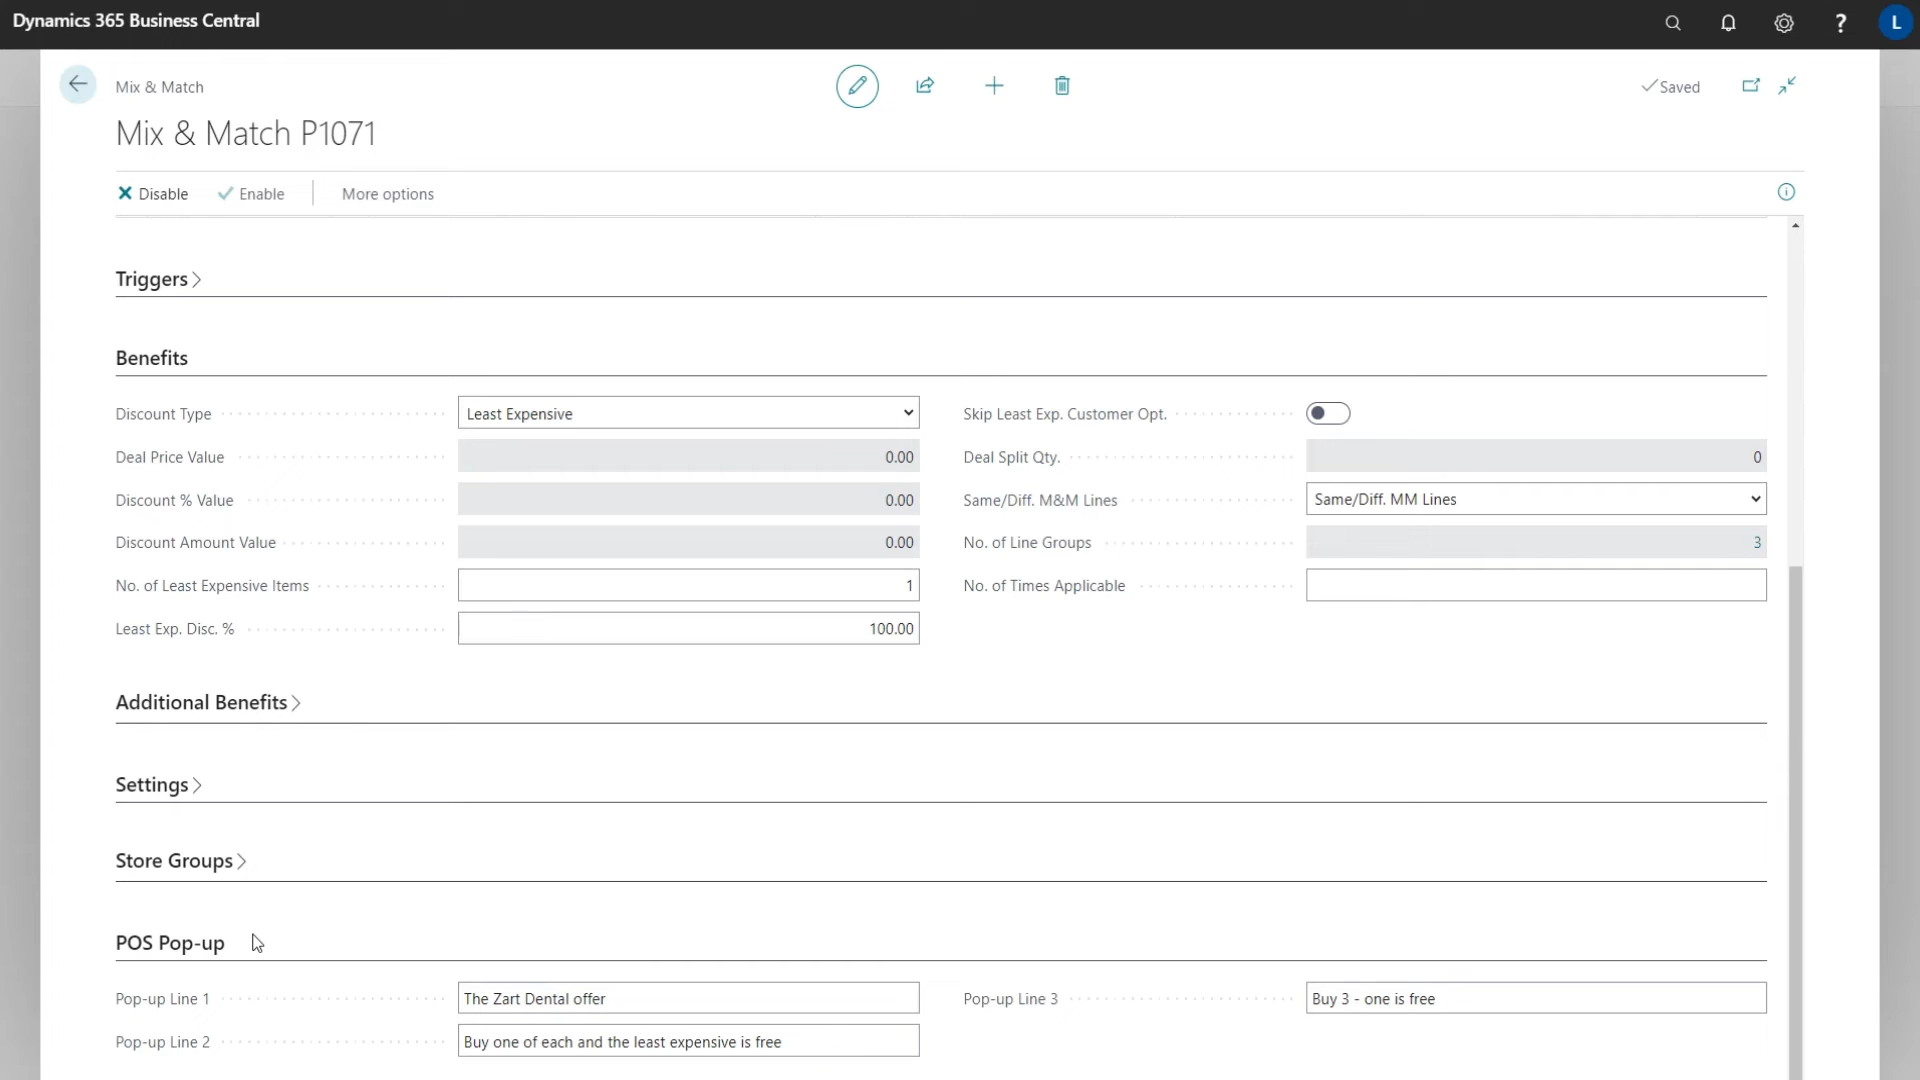 Dynamics 365 Business Central
?
L
Mix & Match
Saved
Mix & Match P1071
Disable
Enable
More options
Triggers
Benefits
Discount Type
Least Expensive
Skip Least Exp. Customer Opt.
Deal Price Value
0.00
Deal Split Qty.
0
Discount % Value
0.00
Same/Diff. M&M Lines
Same/Diff. MM Lines
Discount Amount Value
0.00
No. of Line Groups
3
No. of Least Expensive Items
1
No. of Times Applicable
Least Exp. Disc. %
100.00
Additional Benefits
Settings
Store Groups
POS Pop-up
Pop-up Line 1
The Zart Dental offer
Pop-up Line 3
Buy 3 - one is free
Pop-up Line 2
Buy one of each and the least expensive is free